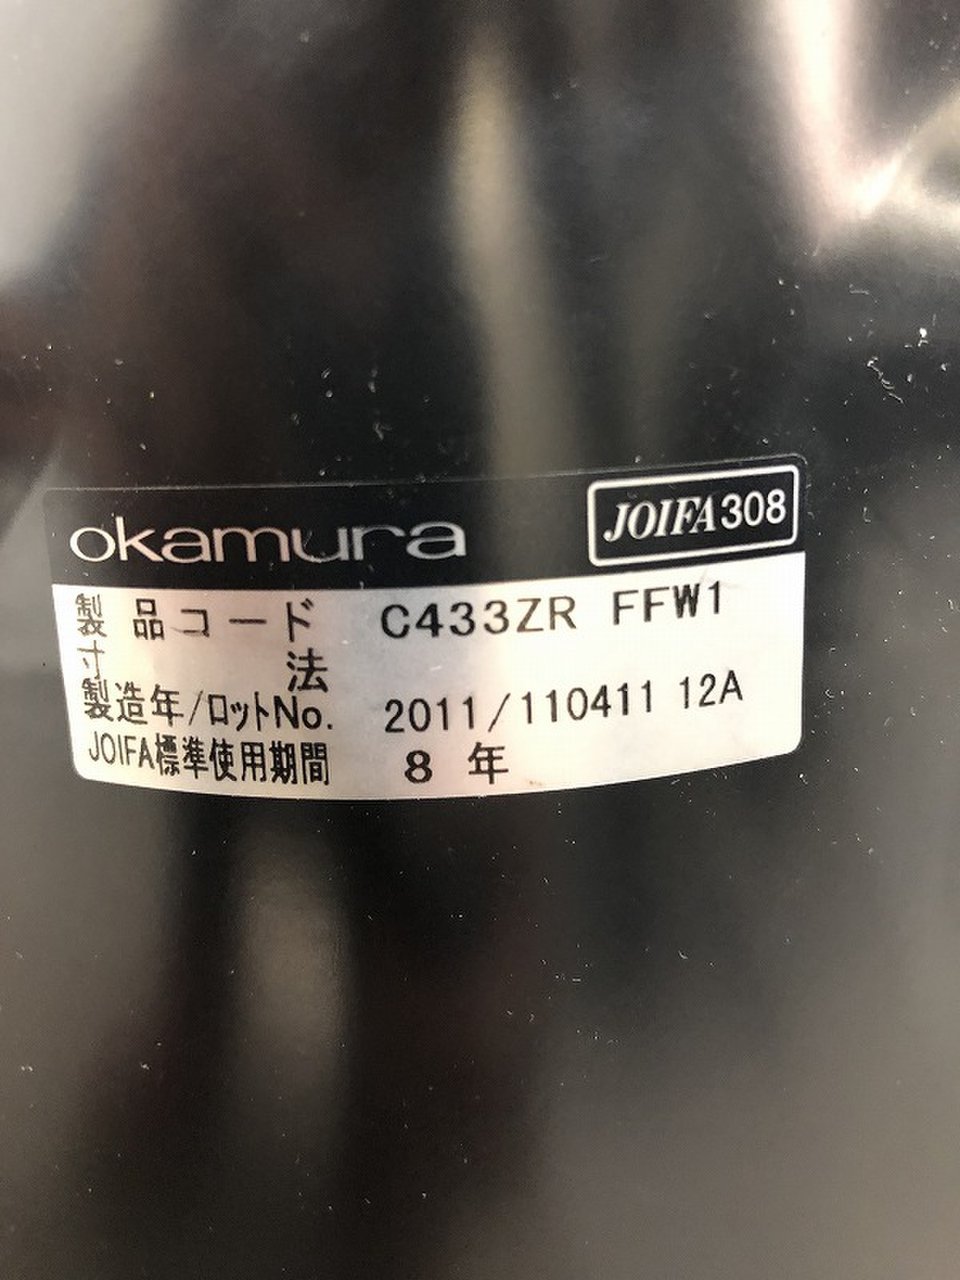 okamura JOIFA308
製品コード C433ZR FFW1
寸法
製造年/ロットNo. 2011/110411 12A
JOIFA標準使用期間 8年